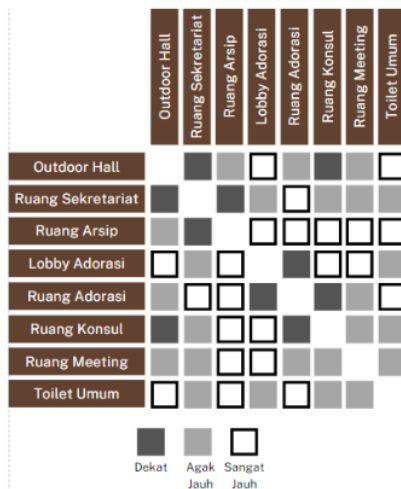 Outdoor Hall
Ruang Sekretariat
Ruang Arsip
Lobby Adorasi
Ruang Adorasi
Ruang Konsul
Ruang Meeting
Toilet Umum
Outdoor Hall
Ruang Sekretariat
Ruang Arsip
Lobby Adorasi
Ruang Adorasi
Ruang Konsul
Ruang Meeting
Toilet Umum
Dekat
Agak
Jauh
Sangat
Jauh